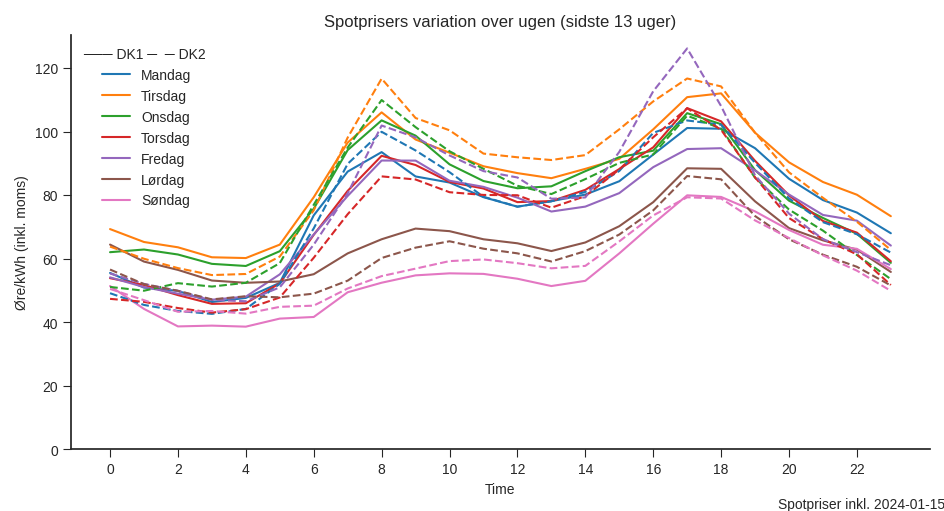 Spotprisers variation over ugen (sidste 13 uger)
DK1 DK2
Mandag
Tirsdag
Onsdag
Torsdag
Fredag
Lørdag
Søndag
Øre/kWh (inkl. moms)
120
100
80
60
40
20
0
0 2 4 6 8 10 12 14 16 18 20 22
Time
Spotpriser inkl. 2024-01-15